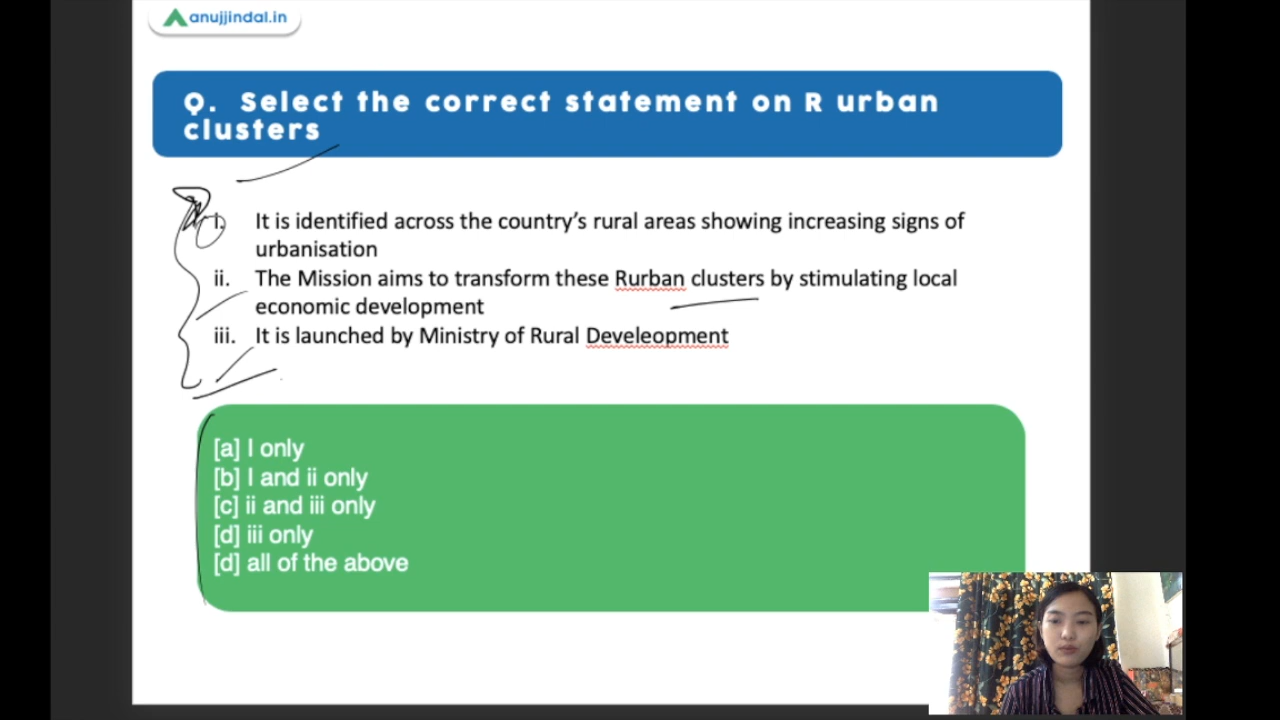 anujjindal.in
Q. Select the correct statement on R urban
clusters
i. It is identified across the country's rural areas showing increasing signs of
urbanisation
ii. The Mission aims to transform these Rurban clusters by stimulating local
economic development
iii. It is launched by Ministry of Rural Develeopment
[a] I only
[b] I and ii only
[c] ii and iii only
[d] iii only
[d] all of the above